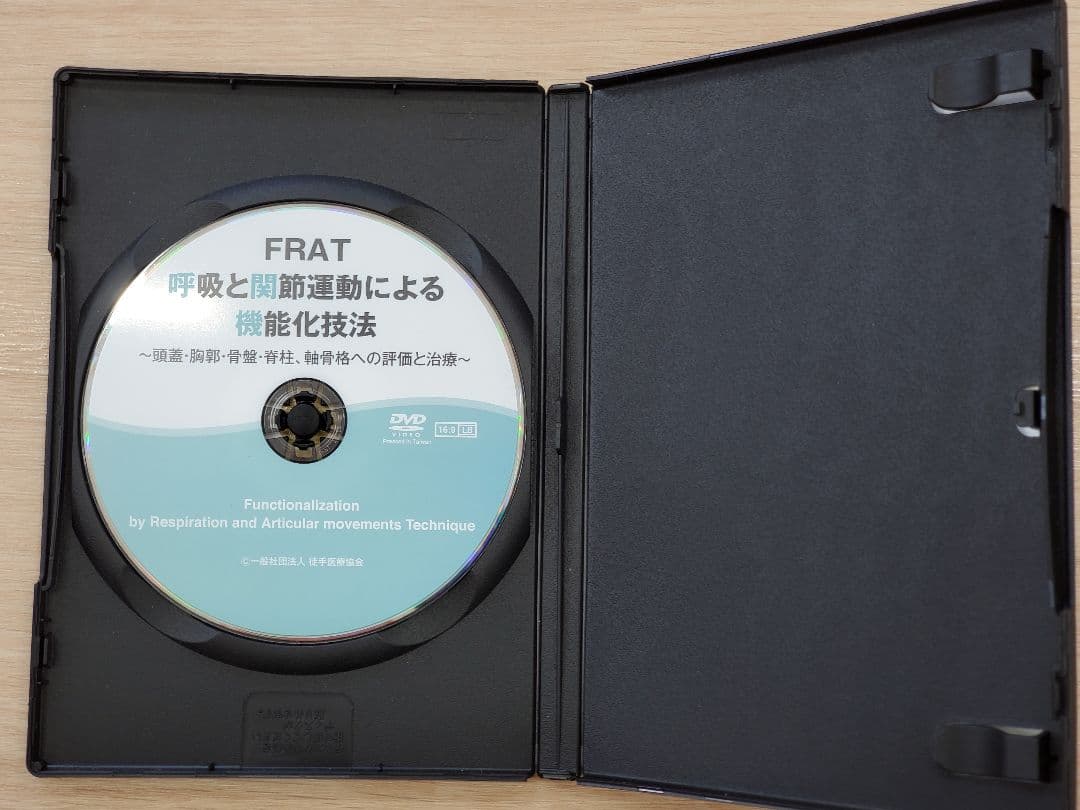 FRAT
呼吸と関節運動による
機能化技法
～頭蓋・胸郭・骨盤・脊柱、軸骨格への評価と治療～
DVD
VIDEO
Pressed in Taiwan
16:9 LB
Functionalization
by Respiration and Articular movements Technique
©一般社団法人 徒手医療協会